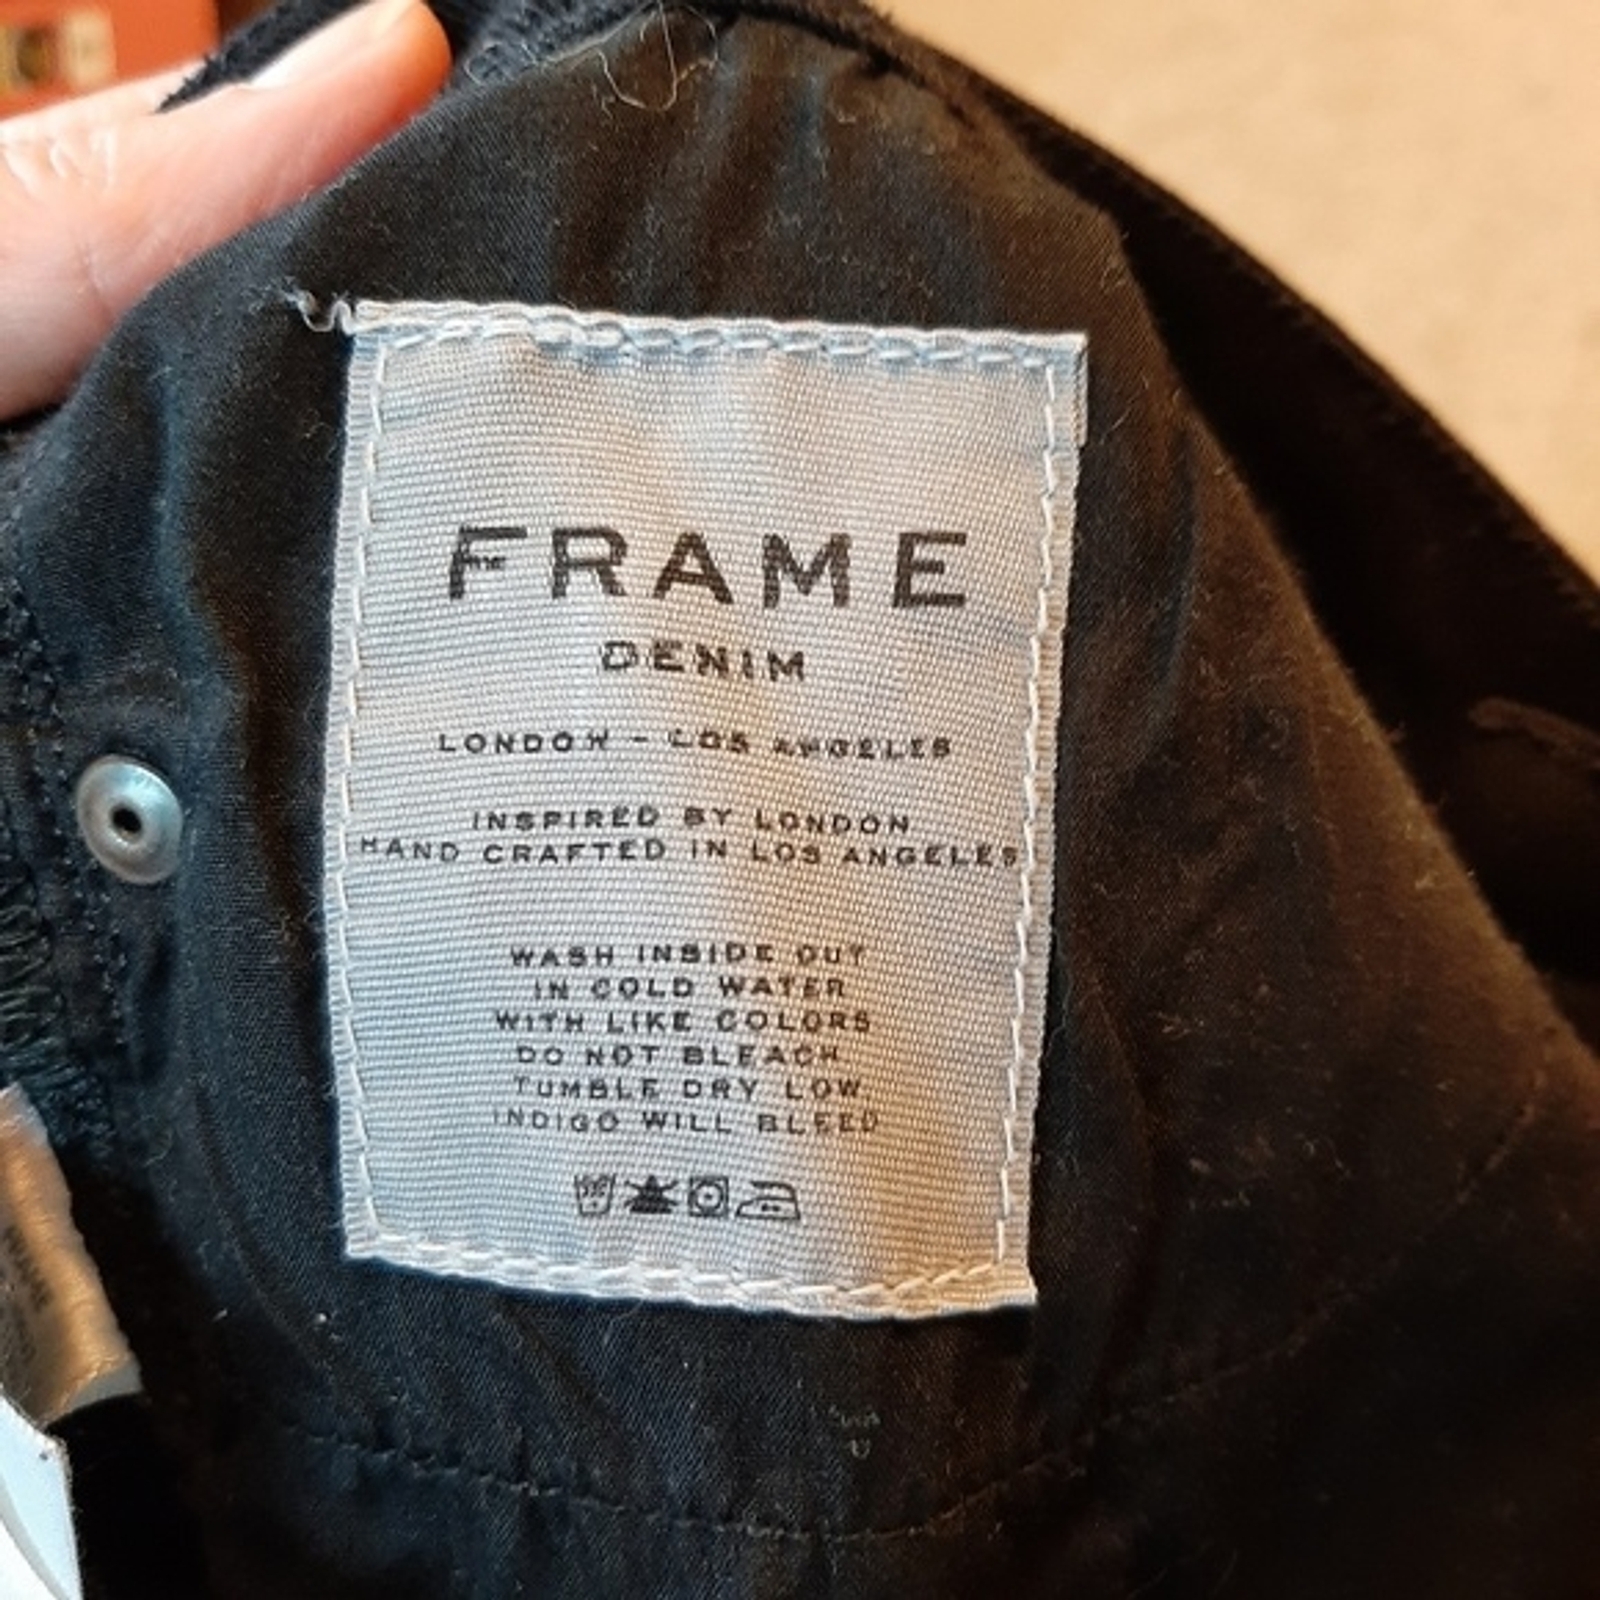 FRAME
DENIM
LONDON - LOS ANGELES
INSPIRED BY LONDON
HAND CRAFTED IN LOS ANGELES
WASH INSIDE OUT
IN COLD WATER
WITH LIKE COLORS
DO NOT BLEACH
TUMBLE DRY LOW
INDIGO WILL BLEED